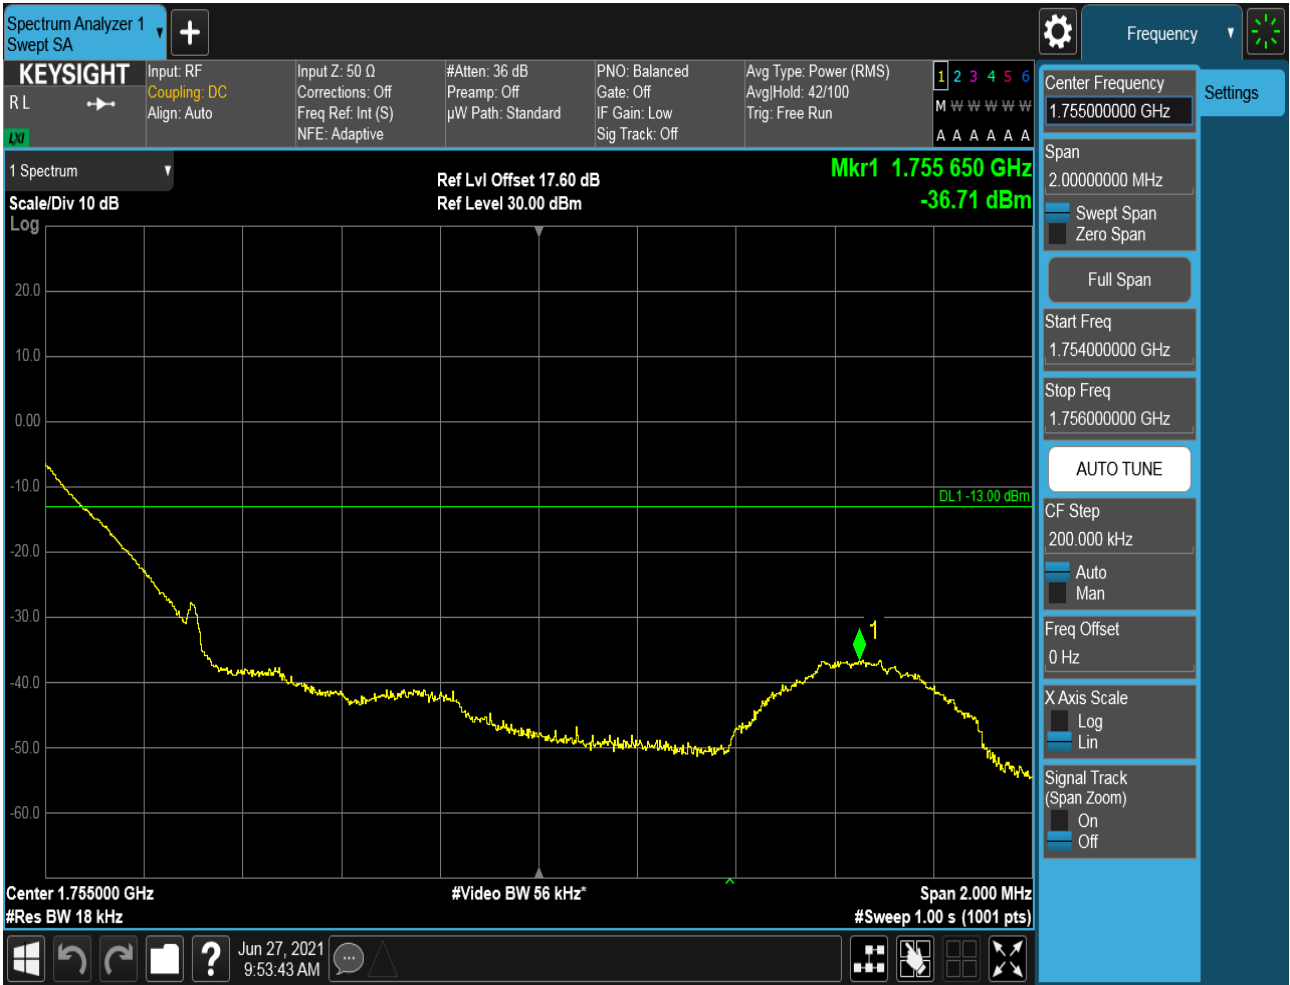 Spectrum Analyzer 1
Swept SA
Frequency
KEYSIGHT
R L
LXI
Input: RF
Coupling: DC
Align: Auto
Input Z: 50 Ω
Corrections: Off
Freq Ref: Int (S)
NFE: Adaptive
#Atten: 36 dB
Preamp: Off
µW Path: Standard
PNO: Balanced
Gate: Off
IF Gain: Low
Sig Track: Off
Avg Type: Power (RMS)
Avg|Hold: 42/100
Trig: Free Run
1 2 3 4 5 6
M W W W W W
A A A A A A
1 Spectrum
Scale/Div 10 dB
Log
Ref Lvl Offset 17.60 dB
Ref Level 30.00 dBm
Mkr1 1.755 650 GHz
-36.71 dBm
20.0
10.0
0.00
-10.0
-20.0
-30.0
-40.0
-50.0
-60.0
DL1 -13.00 dBm
1
Center 1.755000 GHz
#Res BW 18 kHz
#Video BW 56 kHz*
Span 2.000 MHz
#Sweep 1.00 s (1001 pts)
Jun 27, 2021
9:53:43 AM
Center Frequency
1.755000000 GHz
Settings
Span
2.00000000 MHz
Swept Span
Zero Span
Full Span
Start Freq
1.754000000 GHz
Stop Freq
1.756000000 GHz
AUTO TUNE
CF Step
200.000 kHz
Auto
Man
Freq Offset
0 Hz
X Axis Scale
Log
Lin
Signal Track
(Span Zoom)
On
Off